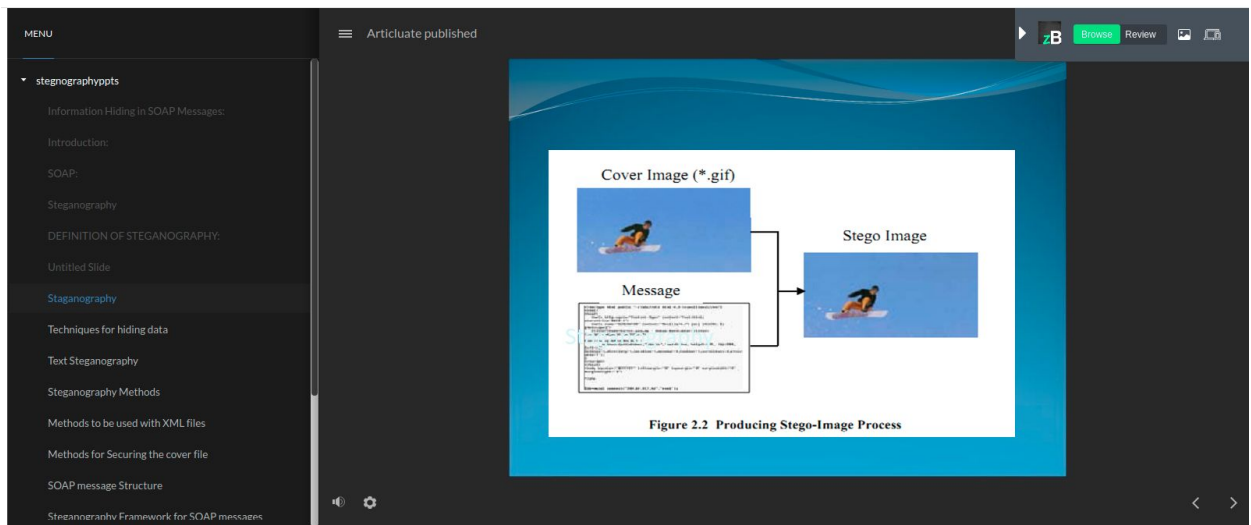 MENU
stegnographyppts
Information Hiding in SOAP Messages:
Introduction:
SOAP:
Steganography
DEFINITION OF STEGANOGRAPHY:
Untitled Slide
Staganography
Techniques for hiding data
Text Steganography
Steganography Methods
Methods to be used with XML files
Methods for Securing the cover file
SOAP message Structure
Steganography Framework for SOAP messages
Articluate published
zB Browse Review
Cover Image (*.gif)
Stego Image
Message
Figure 2.2 Producing Stego-Image Process